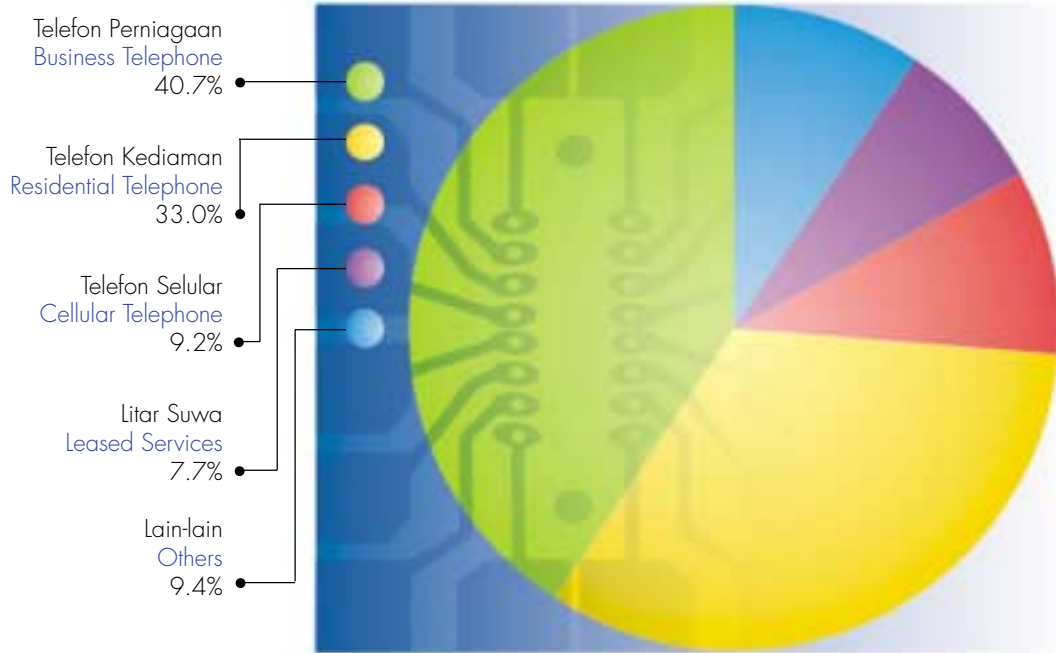 Telefon Perniagaan
Business Telephone
40.7%
Telefon Kediaman
Residential Telephone
33.0%
Telefon Selular
Cellular Telephone
9.2%
Litar Suwa
Leased Services
7.7%
Lain-lain
Others
9.4%